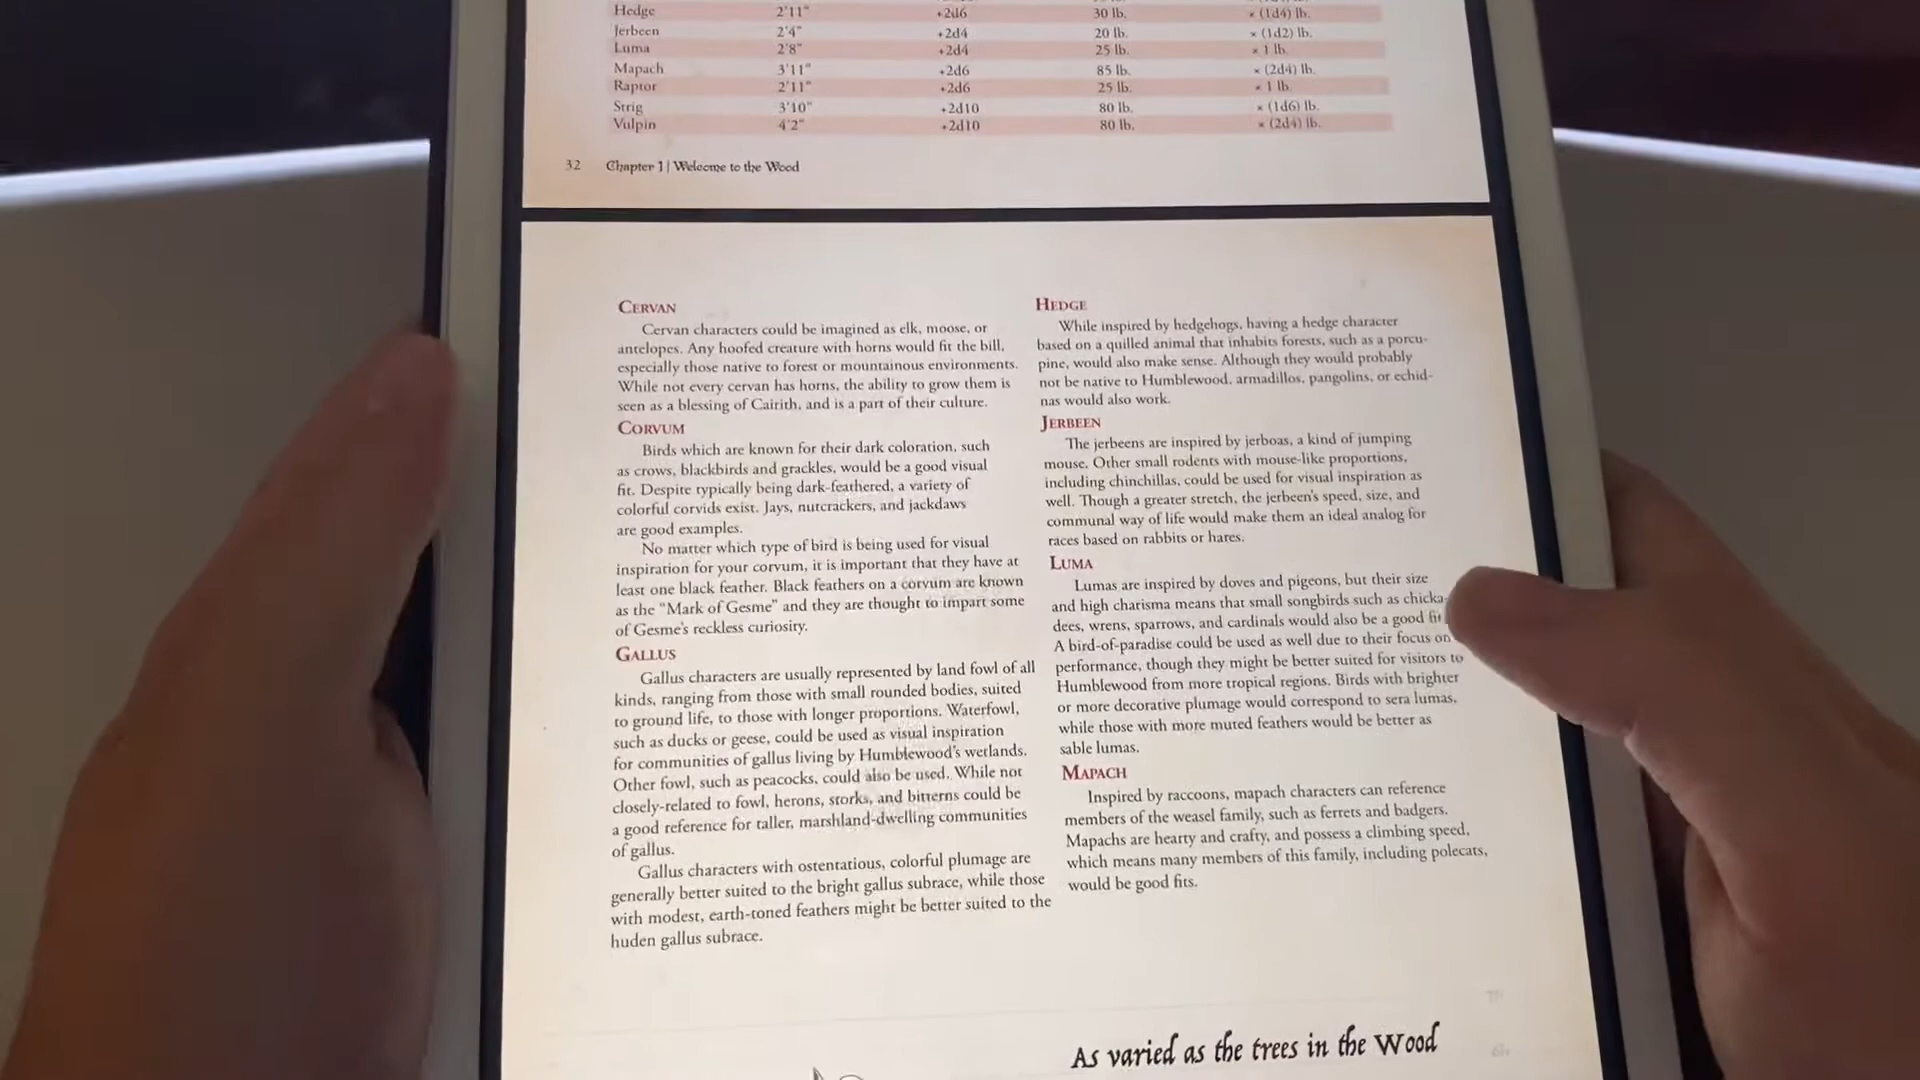 Hedge 2'11" +2d6 30 lb. × (1d4) lb.
Jerbeen 2'4" +2d4 20 lb. × (1d2) lb.
Luma 2'8" +2d4 25 lb. × 1 lb.
Mapach 3'11" +2d6 85 lb. × (2d4) lb.
Raptor 2'11" +2d6 25 lb. × 1 lb.
Strig 3'10" +2d10 80 lb. × (1d6) lb.
Vulpin 4'2" +2d10 80 lb. × (2d4) lb.
32 Chapter 1 | Welcome to the Wood
CERVAN
Cervan characters could be imagined as elk, moose, or
antelopes. Any hoofed creature with horns would fit the bill,
especially those native to forest or mountainous environments.
While not every cervan has horns, the ability to grow them is
seen as a blessing of Cairith, and is a part of their culture.
CORVUM
Birds which are known for their dark coloration, such
as crows, blackbirds and grackles, would be a good visual
fit. Despite typically being dark-feathered, a variety of
colorful corvids exist. Jays, nutcrackers, and jackdaws
are good examples.
No matter which type of bird is being used for visual
inspiration for your corvum, it is important that they have at
least one black feather. Black feathers on a corvum are known
as the "Mark of Gesme" and they are thought to impart some
of Gesme's reckless curiosity.
GALLUS
Gallus characters are usually represented by land fowl of all
kinds, ranging from those with small rounded bodies, suited
to ground life, to those with longer proportions. Waterfowl,
such as ducks or geese, could be used as visual inspiration
for communities of gallus living by Humblewood's wetlands.
Other fowl, such as peacocks, could also be used. While not
closely-related to fowl, herons, storks, and bitterns could be
a good reference for taller, marshland-dwelling communities
of gallus.
Gallus characters with ostentatious, colorful plumage are
generally better suited to the bright gallus subrace, while those
with modest, earth-toned feathers might be better suited to the
huden gallus subrace.
HEDGE
While inspired by hedgehogs, having a hedge character
based on a quilled animal that inhabits forests, such as a porcu-
pine, would also make sense. Although they would probably
not be native to Humblewood, armadillos, pangolins, or echid-
nas would also work.
JERBEEN
The jerbeens are inspired by jerboas, a kind of jumping
mouse. Other small rodents with mouse-like proportions,
including chinchillas, could be used for visual inspiration as
well. Though a greater stretch, the jerbeen's speed, size, and
communal way of life would make them an ideal analog for
races based on rabbits or hares.
LUMA
Lumas are inspired by doves and pigeons, but their size
and high charisma means that small songbirds such as chicka-
dees, wrens, sparrows, and cardinals would also be a good fit
A bird-of-paradise could be used as well due to their focus on
performance, though they might be better suited for visitors to
Humblewood from more tropical regions. Birds with brighter
or more decorative plumage would correspond to sera lumas,
while those with more muted feathers would be better as
sable lumas.
MAPACH
Inspired by raccoons, mapach characters can reference
members of the weasel family, such as ferrets and badgers.
Mapachs are hearty and crafty, and possess a climbing speed,
which means many members of this family, including polecats,
would be good fits.
As varied as the trees in the Wood